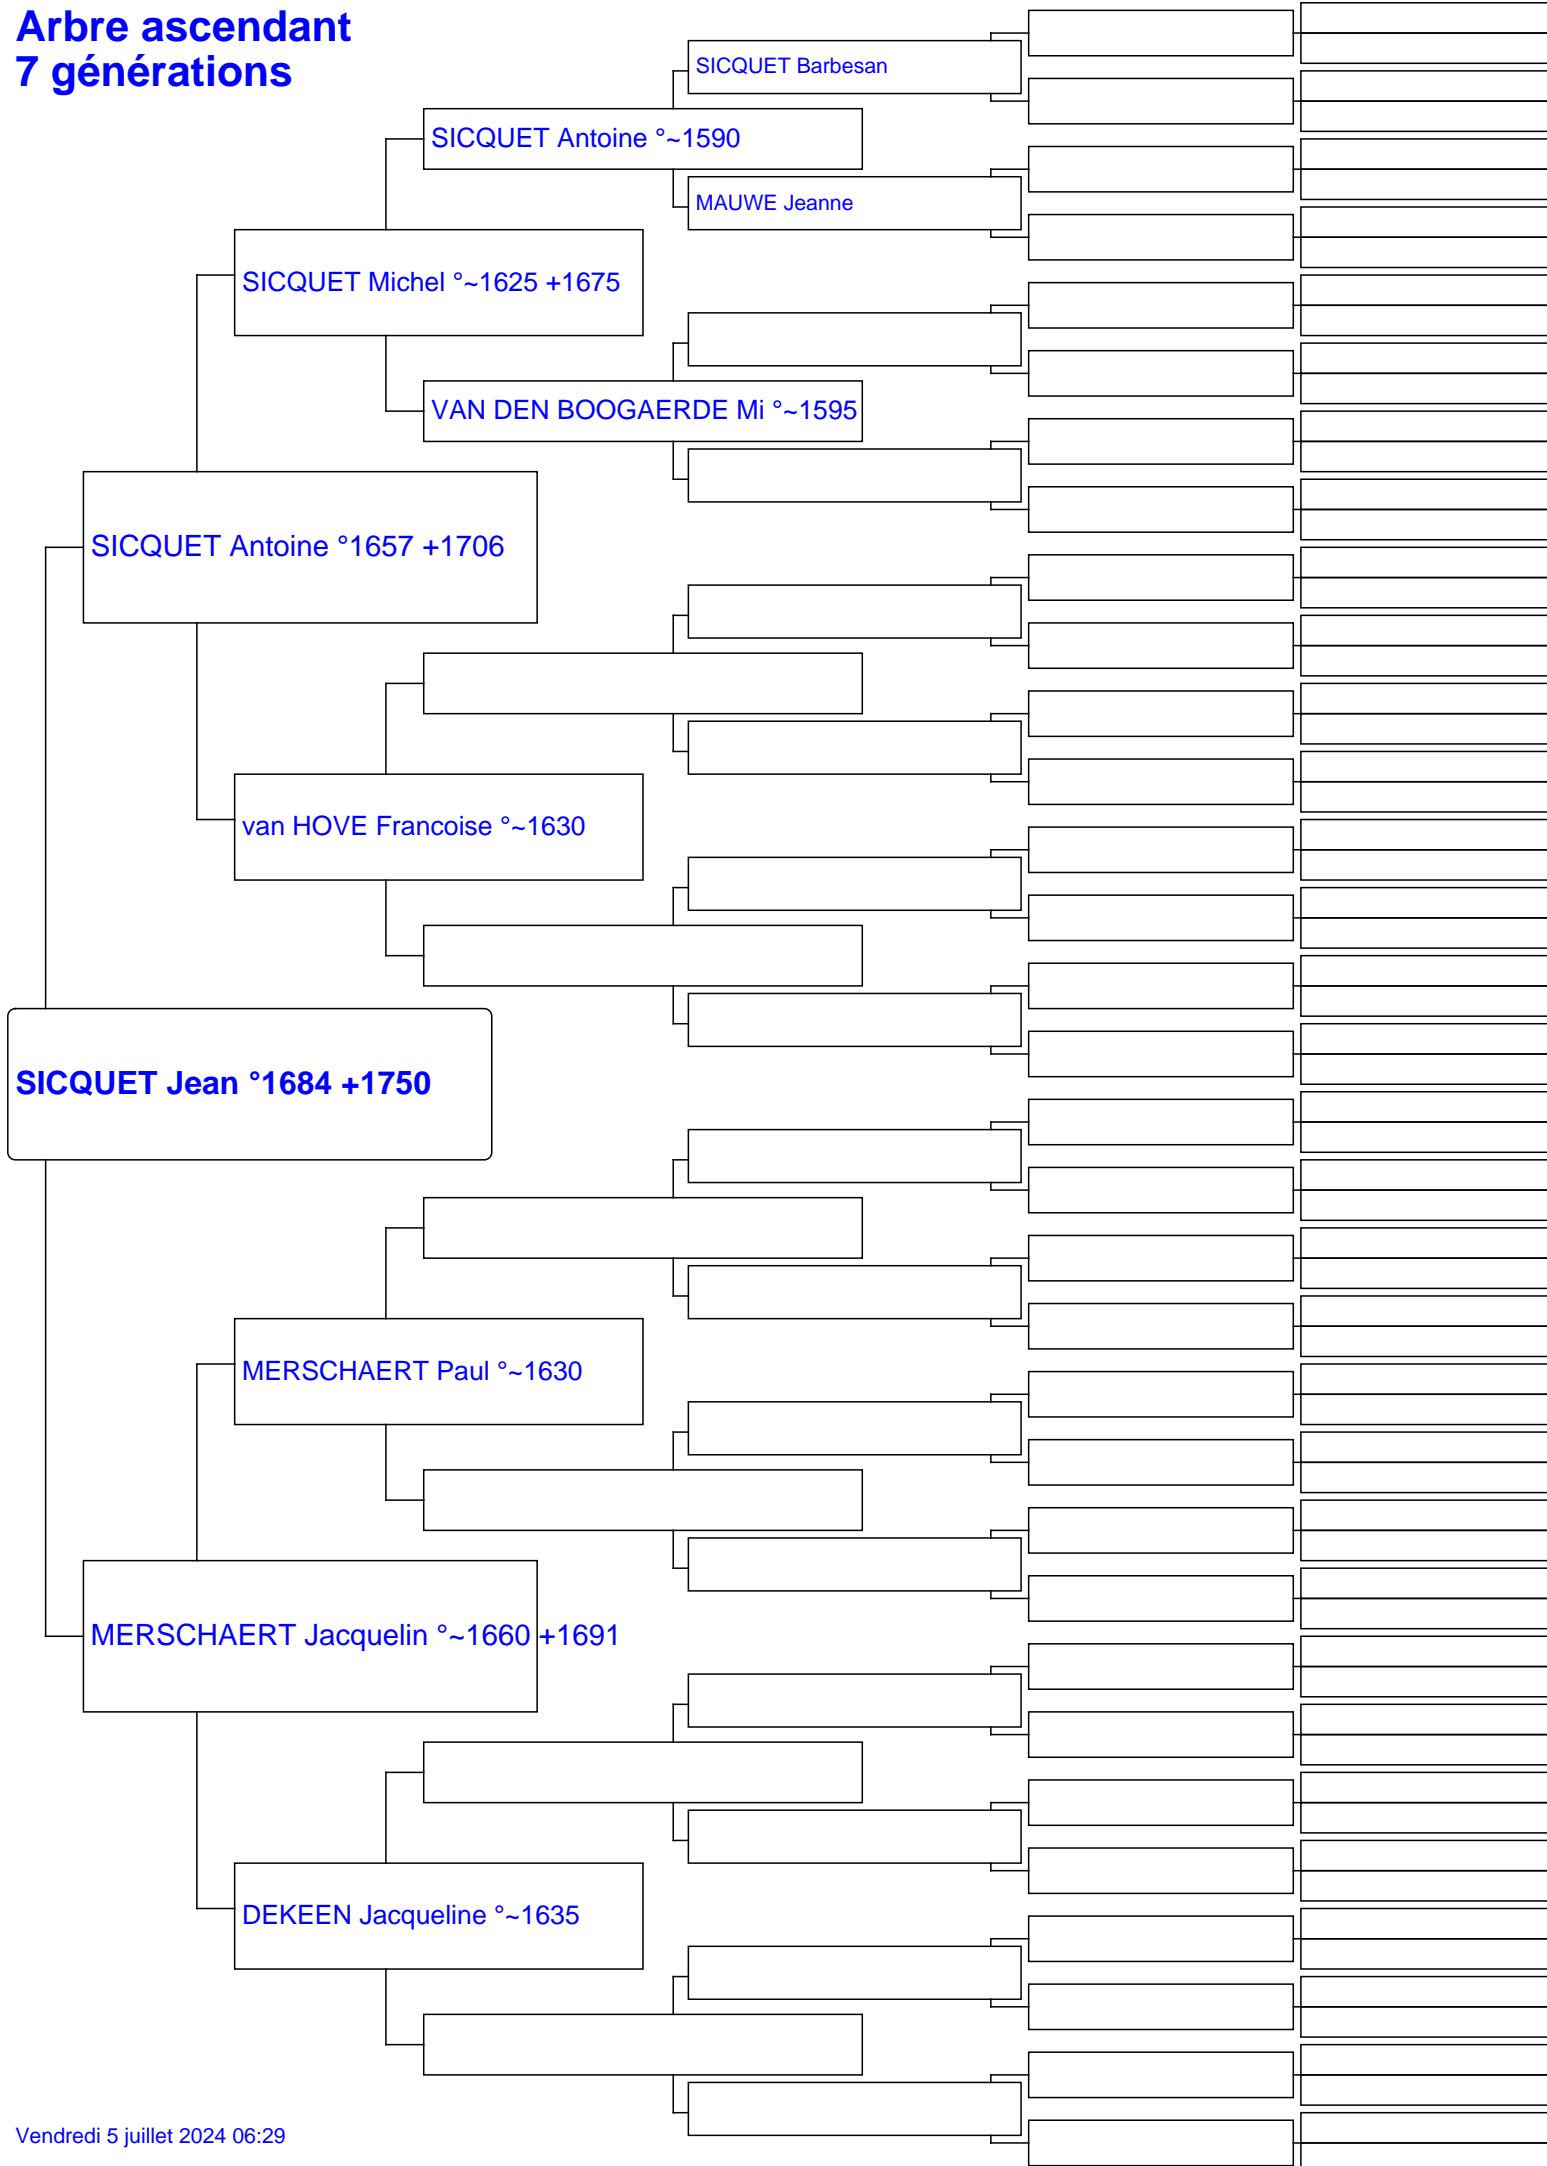 Arbre ascendant
7 générations
SICQUET Barbesan
SICQUET Antoine °~1590
MAUWE Jeanne
SICQUET Michel °~1625 +1675
VAN DEN BOOGAERDE Mi °~1595
SICQUET Antoine °1657 +1706
van HOVE Francoise °~1630
SICQUET Jean °1684 +1750
MERSCHAERT Paul °~1630
MERSCHAERT Jacquelin °~1660 +1691
DEKEEN Jacqueline °~1635
Vendredi 5 juillet 2024 06:29